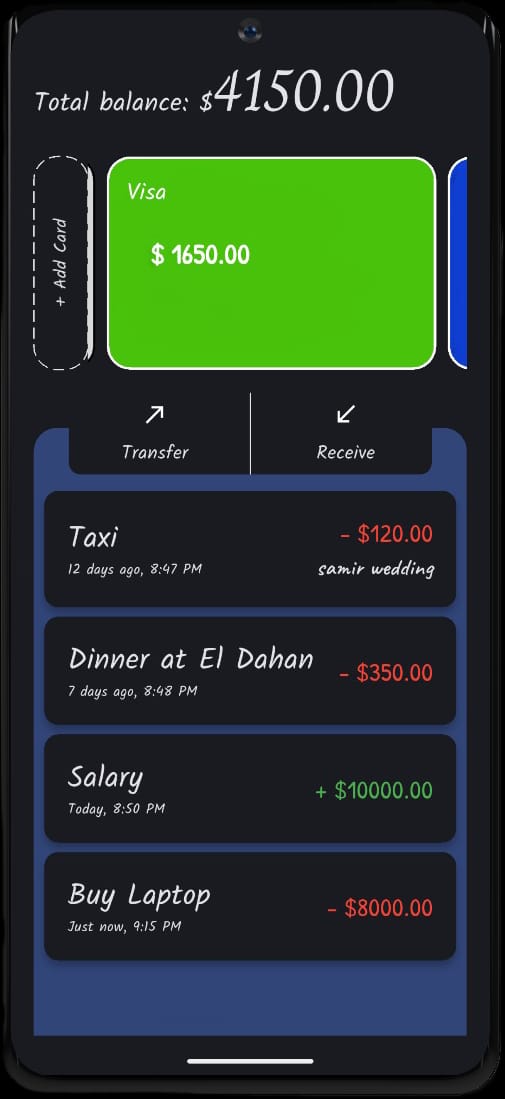 Total balance: $4150.00
+ Add Card
Visa
$ 1650.00
Transfer
Receive
Taxi
- $120.00
12 days ago, 8:47 PM
samir wedding
Dinner at El Dahan
- $350.00
7 days ago, 8:48 PM
Salary
+ $10000.00
Today, 8:50 PM
Buy Laptop
- $8000.00
Just now, 9:15 PM